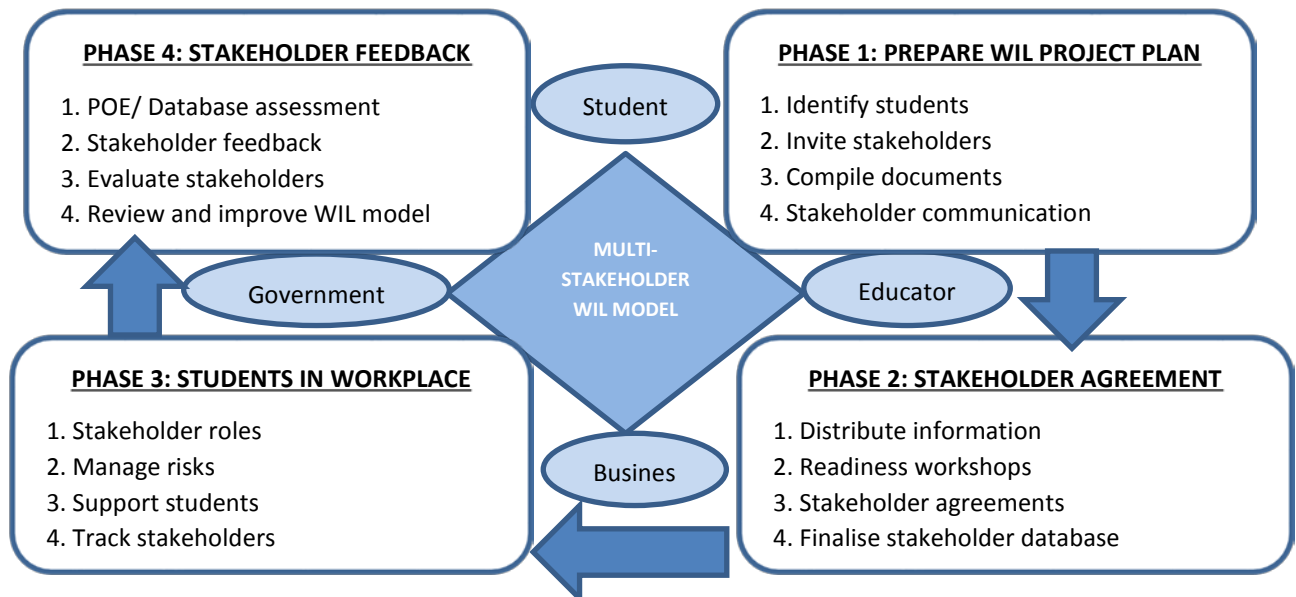 PHASE 4: STAKEHOLDER FEEDBACK
1. POE/ Database assessment
2. Stakeholder feedback
3. Evaluate stakeholders
4. Review and improve WIL model
Student
PHASE 1: PREPARE WIL PROJECT PLAN
1. Identify students
2. Invite stakeholders
3. Compile documents
4. Stakeholder communication
Government
MULTI-
STAKEHOLDER
WIL MODEL
Educator
PHASE 3: STUDENTS IN WORKPLACE
1. Stakeholder roles
2. Manage risks
3. Support students
4. Track stakeholders
Busines
PHASE 2: STAKEHOLDER AGREEMENT
1. Distribute information
2. Readiness workshops
3. Stakeholder agreements
4. Finalise stakeholder database